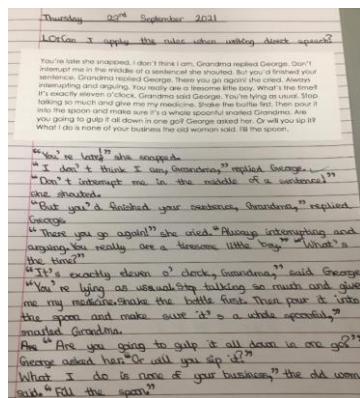 Thursday 23rd September 2021
LO: Can I apply the rules when writing direct speech?
You're late she snapped. I don't think I am, Grandma replied George. Don't
interrupt me in the middle of a sentence! she shouted. But you'd finished your
sentence, Grandma replied George. There you go again! she cried. Always
interrupting and arguing. You really are a tiresome little boy. What's the time?
It's exactly eleven o'clock, Grandma said George. You're lying as usual. Stop
talking so much and give me my medicine. Shake the bottle first. Then pour it
into the spoon and make sure it's a whole spoonful snarled Grandma. Are
you going to gulp it all down in one go? George asked her. Or will you sip it?
What I do is none of your business the old woman said. Fill the spoon.
"You're late!" she snapped.
"I don't think I am, Grandma," replied George.
"Don't interrupt me in the middle of a sentence!"
she shouted.
"But you'd finished your sentence, Grandma," replied
George
"There you go again!" she cried. "Always interrupting and
arguing. You really are a tiresome little boy." "What's
the time?"
"It's exactly eleven o'clock, Grandma," said George
"You're lying as usual. Stop talking so much and give
me my medicine. Shake the bottle first. Then pour it into
the spoon and make sure it's a whole spoonful,"
snarled Grandma.
"Are you going to gulp it all down in one go?"
George asked her. "Or will you sip it?"
What I do is none of your business," the old woman
said. "Fill the spoon."